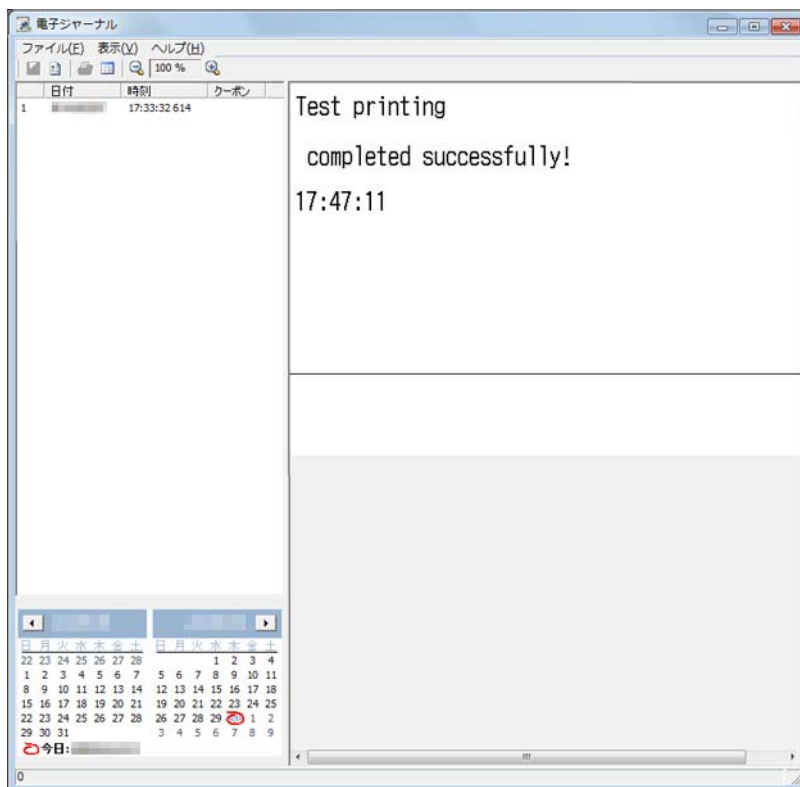 電子ジャーナル
ファイル(F) 表示(V) ヘルプ(H)
100 %
日付 時刻 クーポン
1 17:33:32 614
Test printing
completed successfully!
17:47:11
日 月 火 水 木 金 土 日 月 火 水 木 金 土
22 23 24 25 26 27 28 1 2 3 4
1 2 3 4 5 6 7 5 6 7 8 9 10 11
8 9 10 11 12 13 14 12 13 14 15 16 17 18
15 16 17 18 19 20 21 19 20 21 22 23 24 25
22 23 24 25 26 27 28 26 27 28 29 1 2
29 30 31 3 4 5 6 7 8 9
今日:
0